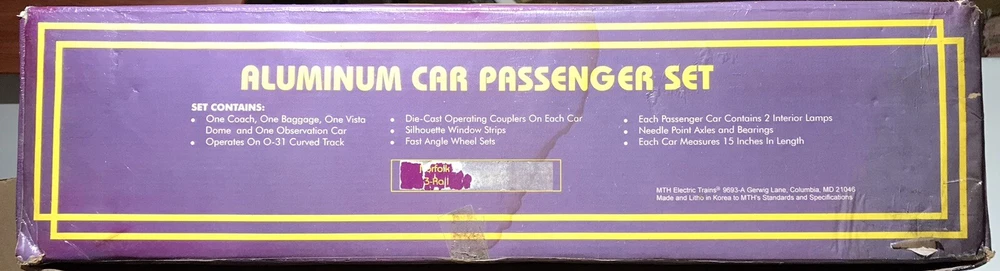 ALUMINUM CAR PASSENGER SET
SET CONTAINS:
• One Coach, One Baggage, One Vista
Dome and One Observation Car
• Operates On O-31 Curved Track
• Die-Cast Operating Couplers On Each Car
• Silhouette Window Strips
• Fast Angle Wheel Sets
• Each Passenger Car Contains 2 Interior Lamps
• Needle Point Axles and Bearings
• Each Car Measures 15 Inches In Length
Norfolk
3-Rail
MTH Electric Trains® 9693-A Gerwig Lane, Columbia, MD 21046
Made and Litho in Korea to MTH's Standards and Specifications